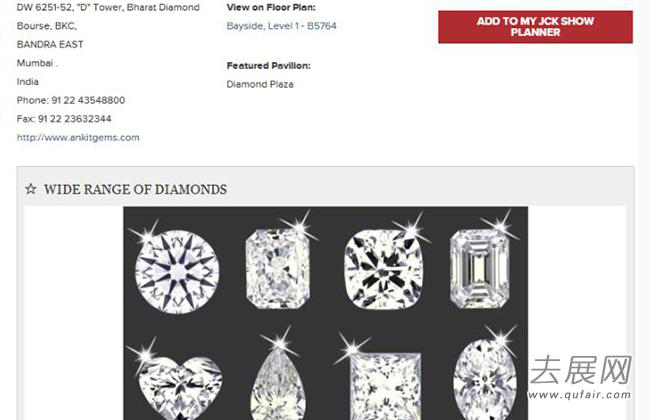 DW 6251-52, "D" Tower, Bharat Diamond
Bourse, BKC,
BANDRA EAST
Mumbai .
India
Phone: 91 22 43548800
Fax: 91 22 23632344
http://www.ankitgems.com
View on Floor Plan:
Bayside, Level 1 - B5764
Featured Pavilion:
Diamond Plaza
ADD TO MY JCK SHOW
PLANNER
WIDE RANGE OF DIAMONDS
去展网
www.qufair.com